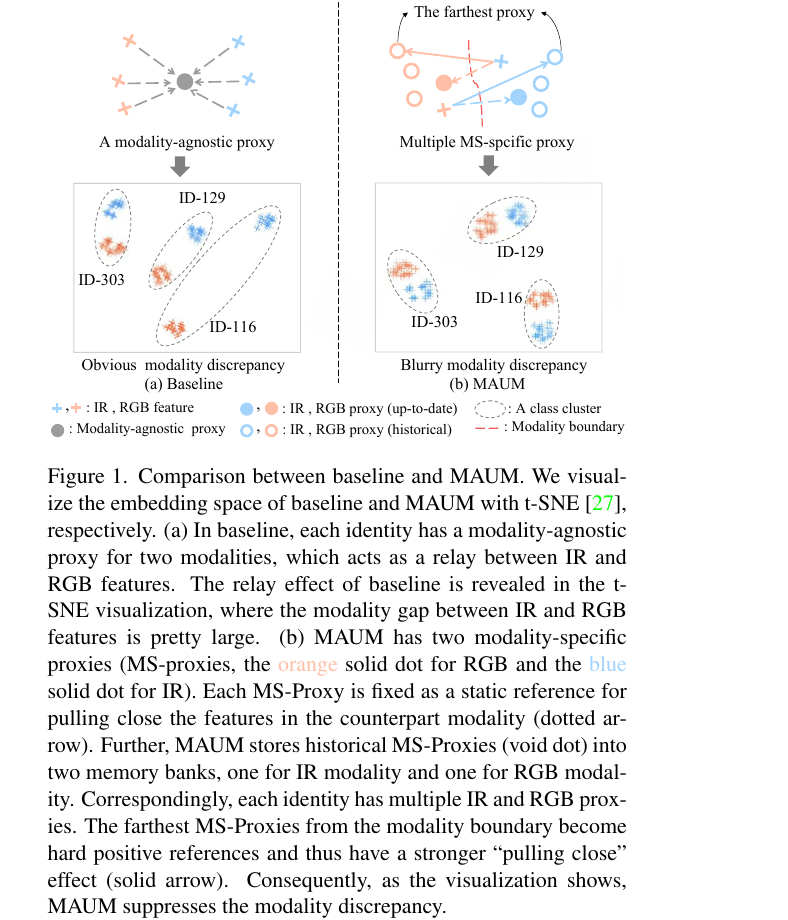 The farthest proxy
A modality-agnostic proxy
Multiple MS-spcific proxy
ID-129
ID-303
ID-116
Obvious modality discrepancy
(a) Baseline
ID-129
ID-116
ID-303
Blurry modality discrepancy
(b) MAUM
, : IR , RGB feature
, : IR , RGB proxy (up-to-date)
: A class cluster
: Modality-agnostic proxy
, : IR , RGB proxy (historical)
: Modality boundary
Figure 1. Comparison between baseline and MAUM. We visual-
ize the embedding space of baseline and MAUM with t-SNE [27],
respectively. (a) In baseline, each identity has a modality-agnostic
proxy for two modalities, which acts as a relay between IR and
RGB features. The relay effect of baseline is revealed in the t-
SNE visualization, where the modality gap between IR and RGB
features is pretty large. (b) MAUM has two modality-specific
proxies (MS-proxies, the orange solid dot for RGB and the blue
solid dot for IR). Each MS-Proxy is fixed as a static reference for
pulling close the features in the counterpart modality (dotted ar-
row). Further, MAUM stores historical MS-Proxies (void dot) into
two memory banks, one for IR modality and one for RGB modal-
ity. Correspondingly, each identity has multiple IR and RGB prox-
ies. The farthest MS-Proxies from the modality boundary become
hard positive references and thus have a stronger “pulling close”
effect (solid arrow). Consequently, as the visualization shows,
MAUM suppresses the modality discrepancy.